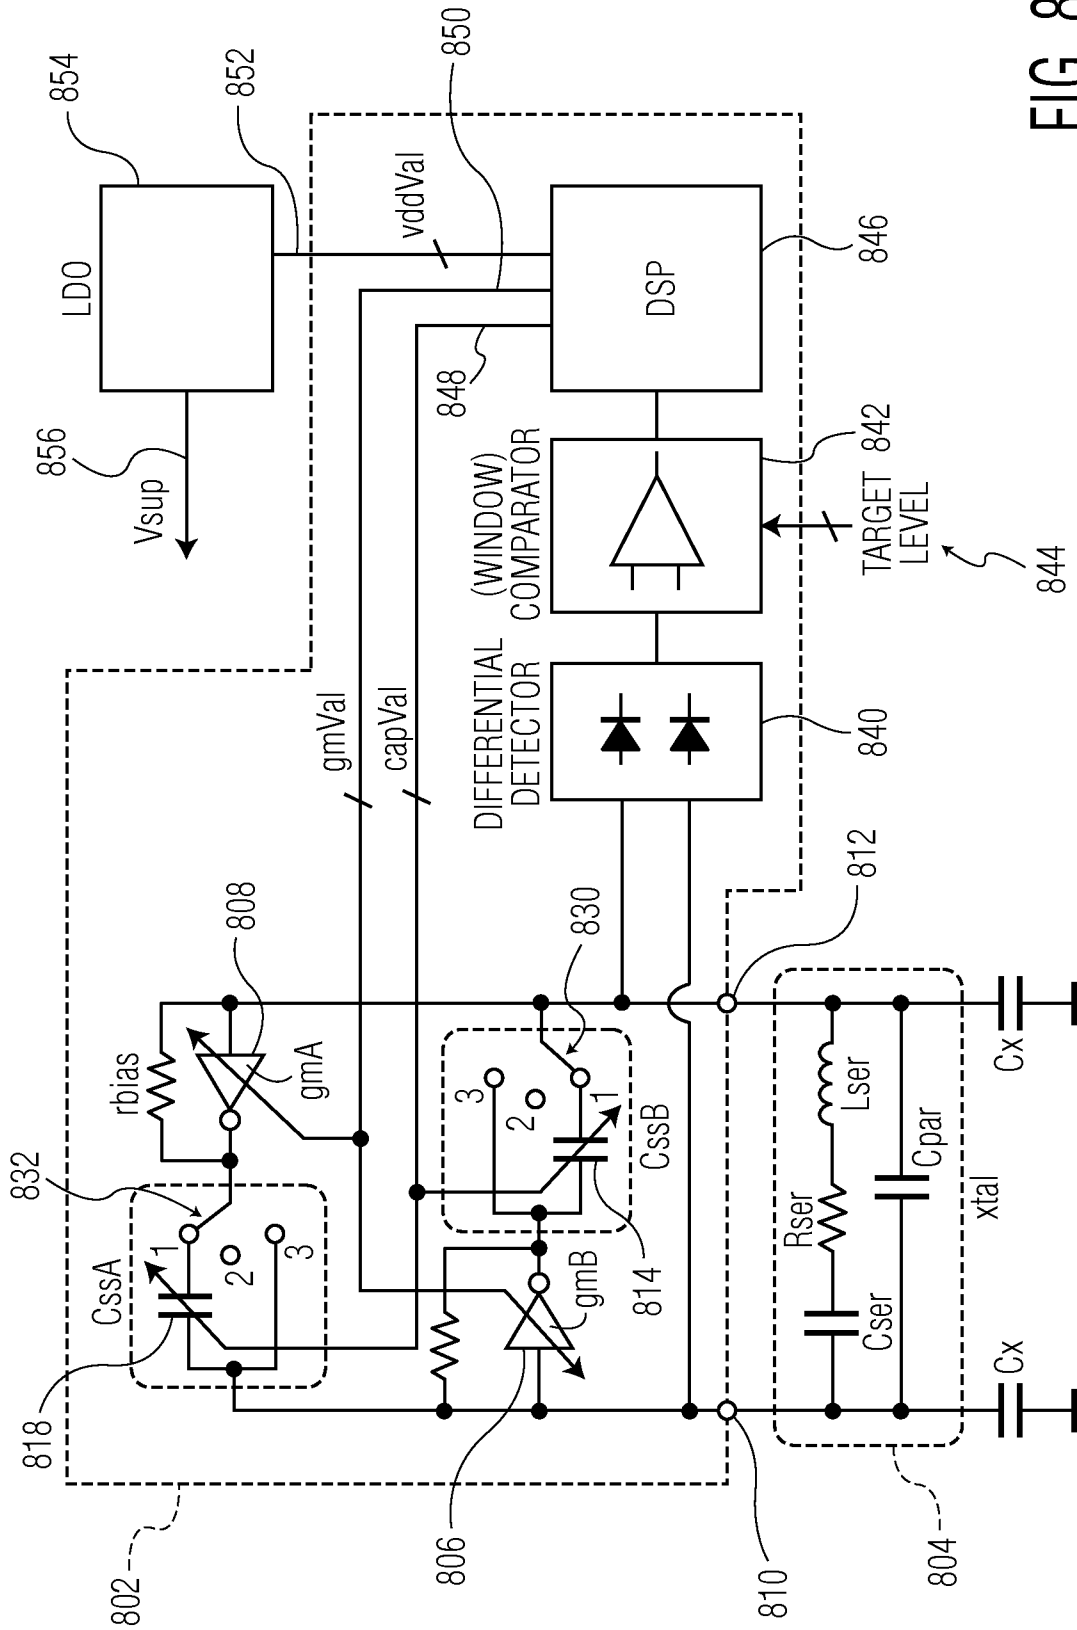 802
818
832
856
854
CssA
1
2
3
rbias
808
gmA
Vsup
LDO
852
gmVal
capVal
vddVal
850
848
806
gmB
814
CssB
3
2
1
830
DIFFERENTIAL
DETECTOR
(WINDOW)
COMPARATOR
DSP
840
842
846
TARGET
LEVEL
844
810
812
804
Cser
Rser
Lser
Cpar
xtal
Cx
Cx
FIG 8